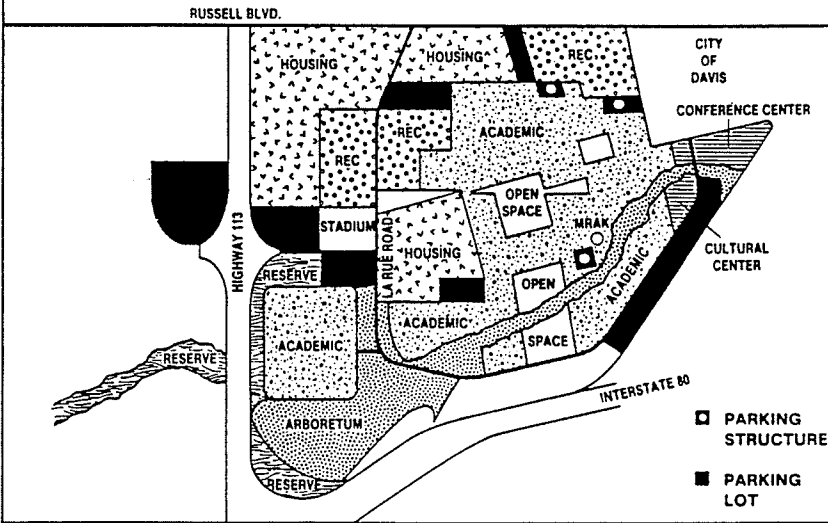 RUSSELL BLVD.
HOUSING
HOUSING
REC
CITY
OF
DAVIS
CONFERENCE CENTER
REC
ACADEMIC
REC
OPEN
SPACE
STADIUM
MRAK
HIGHWAY 113
LA RUE ROAD
HOUSING
CULTURAL
CENTER
RESERVE
OPEN
ACADEMIC
ACADEMIC
ACADEMIC
SPACE
RESERVE
INTERSTATE 80
ARBORETUM
PARKING
STRUCTURE
RESERVE
PARKING
LOT